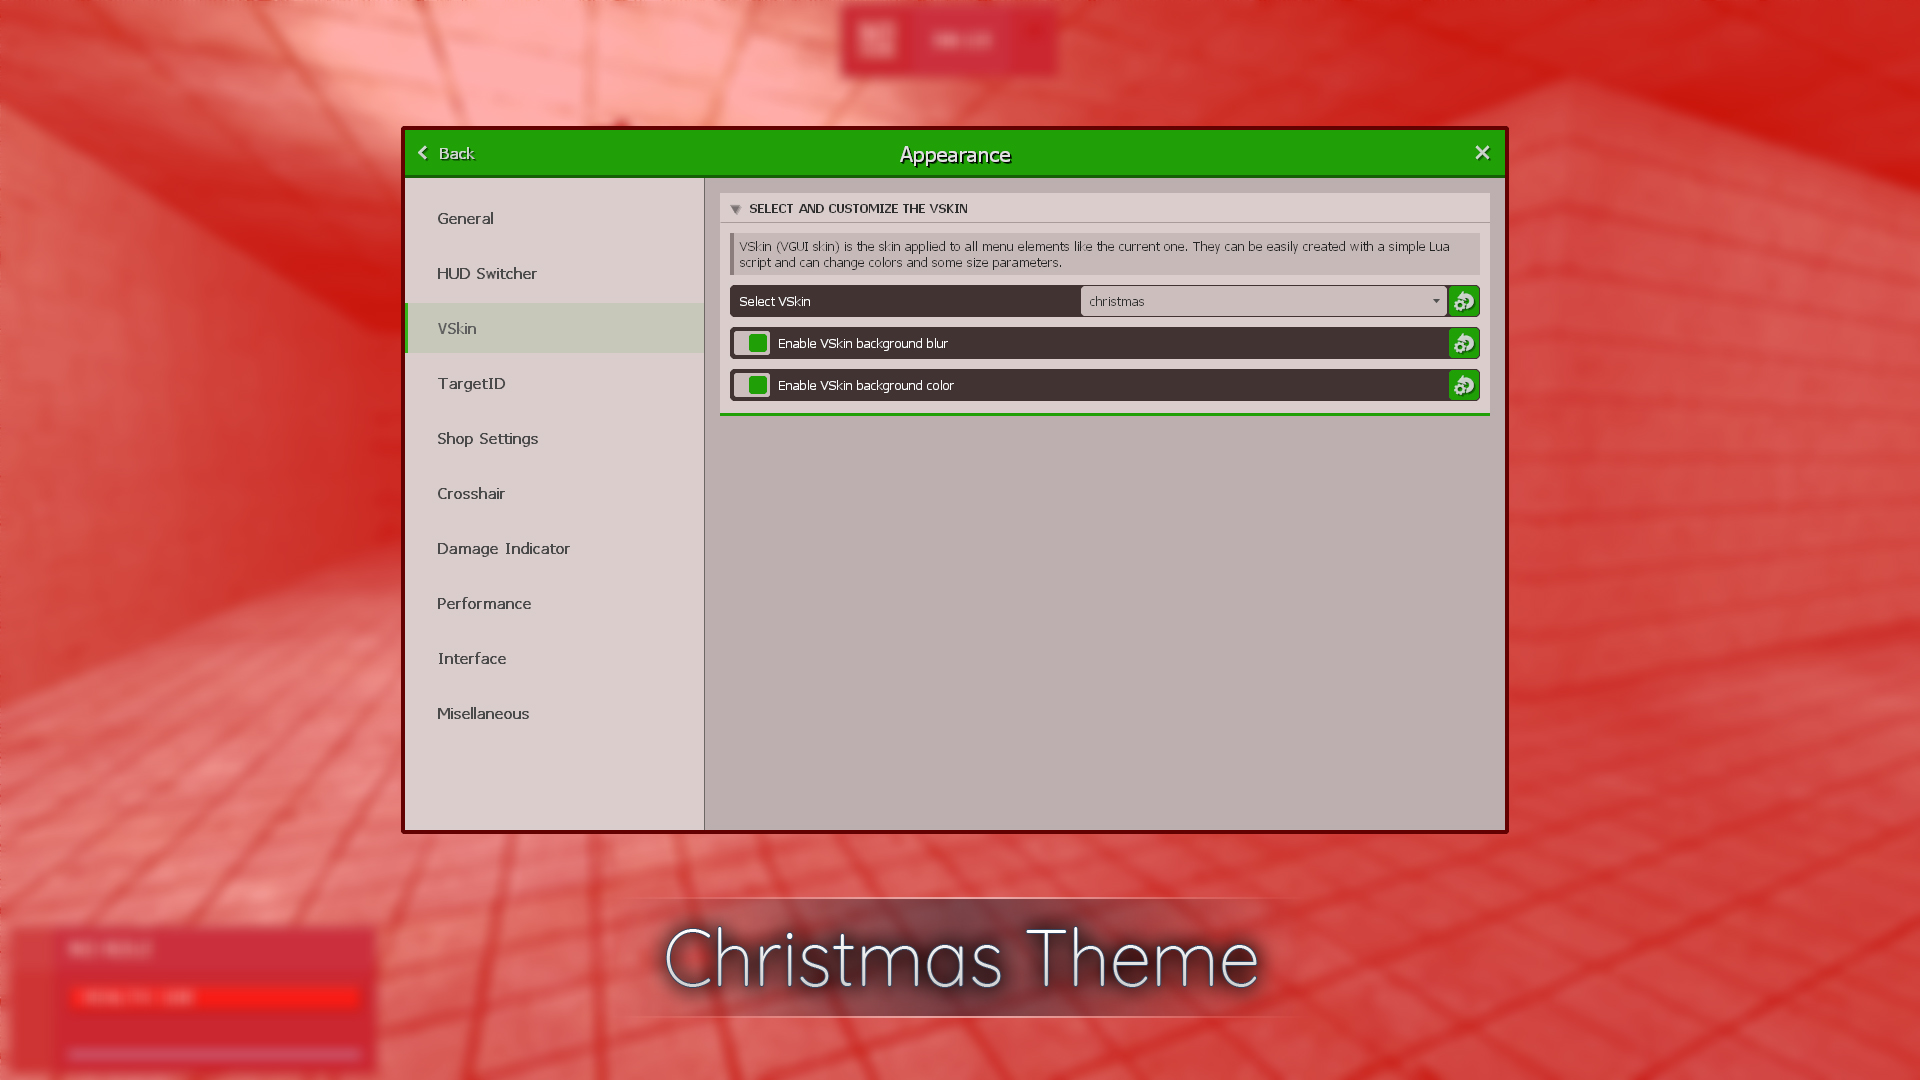 Back
Appearance
General
HUD Switcher
VSkin
TargetID
Shop Settings
Crosshair
Damage Indicator
Performance
Interface
Misellaneous
SELECT AND CUSTOMIZE THE VSKIN
VSkin (VGUI skin) is the skin applied to all menu elements like the current one. They can be easily created with a simple Lua
script and can change colors and some size parameters.
Select VSkin
christmas
Enable VSkin background blur
Enable VSkin background color
Christmas Theme